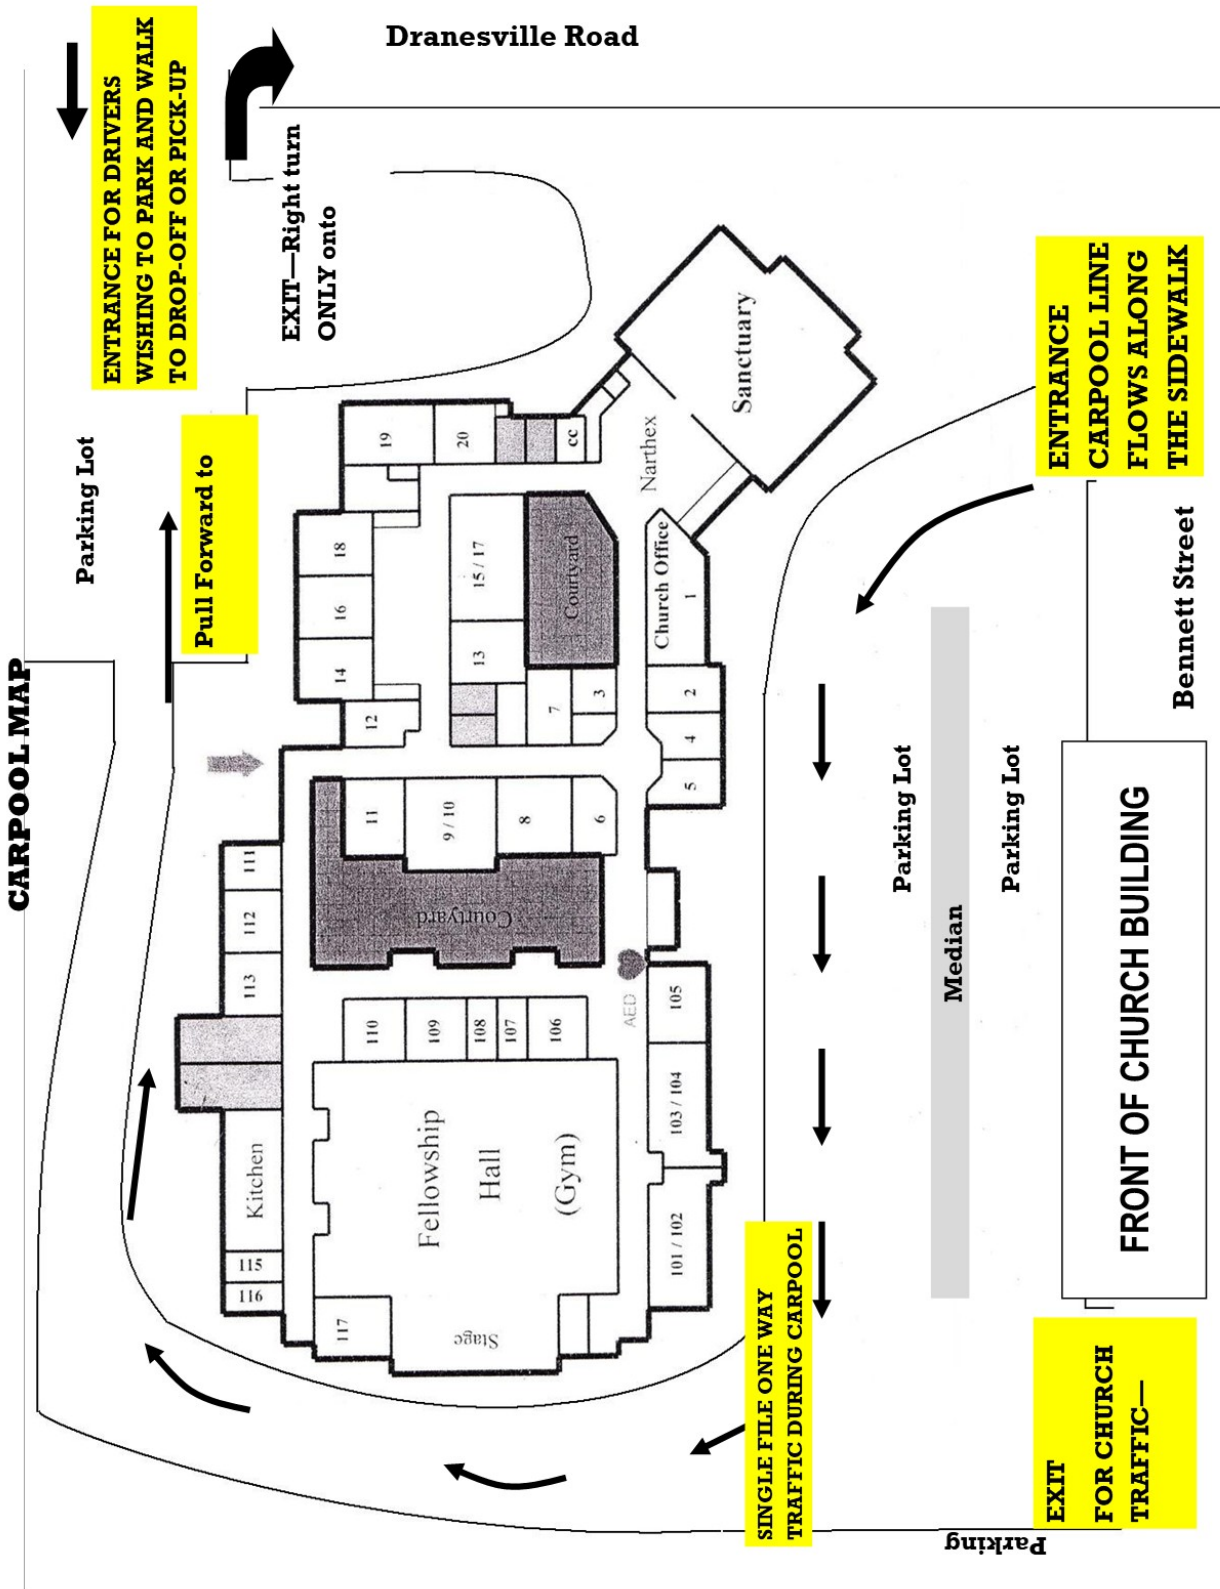 CARPOOL MAP
ENTRANCE FOR DRIVERS
WISHING TO PARK AND WALK
TO DROP-OFF OR PICK-UP
Dranesville Road
EXIT—Right turn
ONLY onto
Parking Lot
Pull Forward to
19
20
cc
Narthex
Sanctuary
18
16
14
12
15 / 17
13
Courtyard
7
3
Church Office
1
2
4
5
11
9 / 10
8
6
Courtyard
111
112
113
Kitchen
115
116
110
109
108
107
106
AED
105
103 / 104
101 / 102
Fellowship
Hall
(Gym)
117
Stage
ENTRANCE
CARPOOL LINE
FLOWS ALONG
THE SIDEWALK
Parking Lot
Median
Parking Lot
Bennett Street
FRONT OF CHURCH BUILDING
SINGLE FILE ONE WAY
TRAFFIC DURING CARPOOL
EXIT
FOR CHURCH
TRAFFIC—
Parking